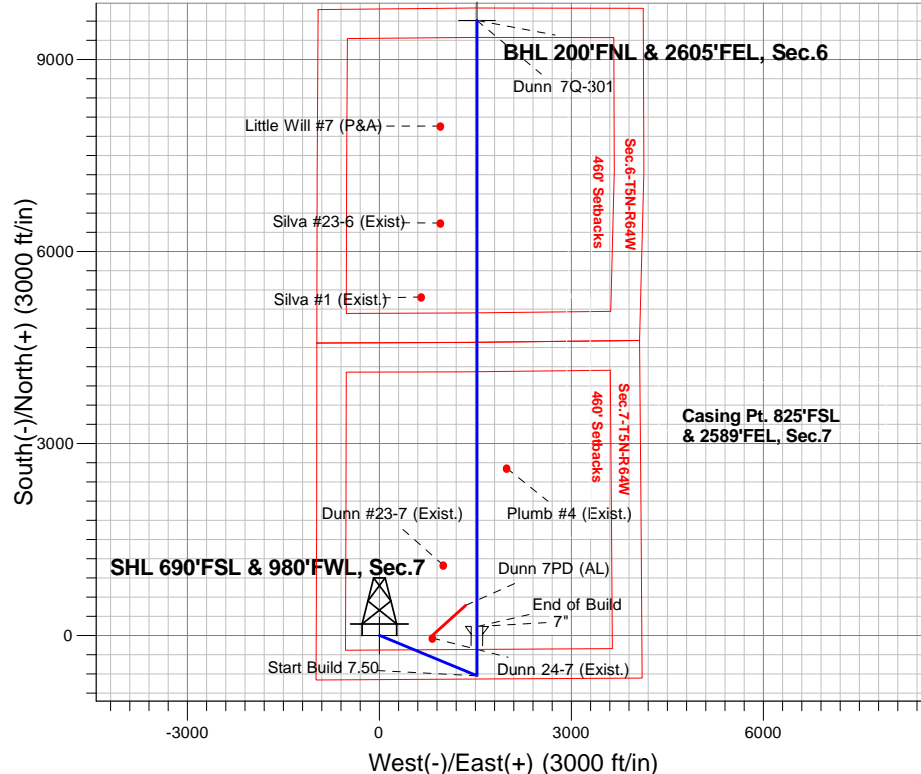 9000
BHL 200'FNL & 2605'FEL, Sec.6
Dunn 7Q-301
Little Will #7 (P&A)
Sec.6-T5N-R64W
460' Setbacks
Silva #23-6 (Exist)
6000
Silva #1 (Exist.)
South(-)/North(+) (3000 ft/in)
Sec.7-T5N-R64W
460' Setbacks
Casing Pt. 825'FSL
& 2589'FEL, Sec.7
3000
Dunn #23-7 (Exist.)
Plumb #4 (Exist.)
SHL 690'FSL & 980'FWL, Sec.7
Dunn 7PD (AL)
End of Build
7"
0
Start Build 7.50
Dunn 24-7 (Exist.)
-3000
0
3000
6000
West(-)/East(+) (3000 ft/in)